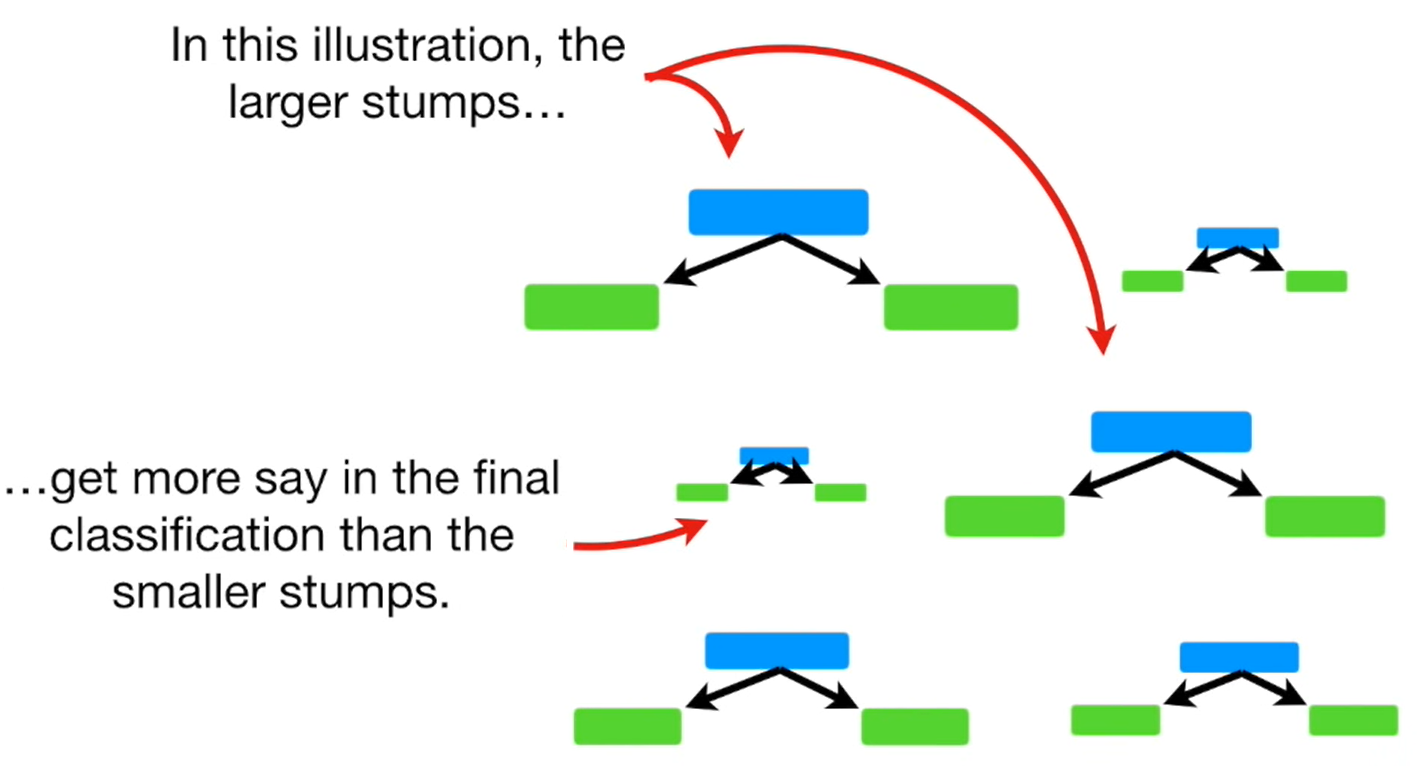 In this illustration, the
larger stumps…
…get more say in the final
classification than the
smaller stumps.